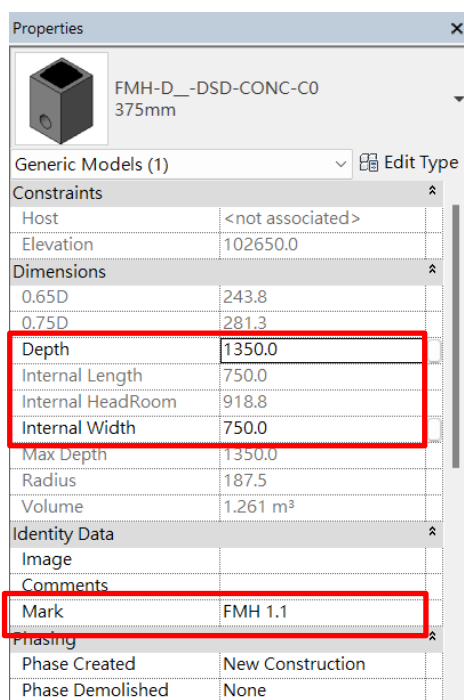 Properties
FMH-D__-DSD-CONC-C0
375mm
Generic Models (1) Edit Type
Constraints
Host <not associated>
Elevation 102650.0
Dimensions
0.65D 243.8
0.75D 281.3
Depth 1350.0
Internal Length 750.0
Internal HeadRoom 918.8
Internal Width 750.0
Max Depth 1350.0
Radius 187.5
Volume 1.261 m³
Identity Data
Image
Comments
Mark FMH 1.1
Phasing
Phase Created New Construction
Phase Demolished None